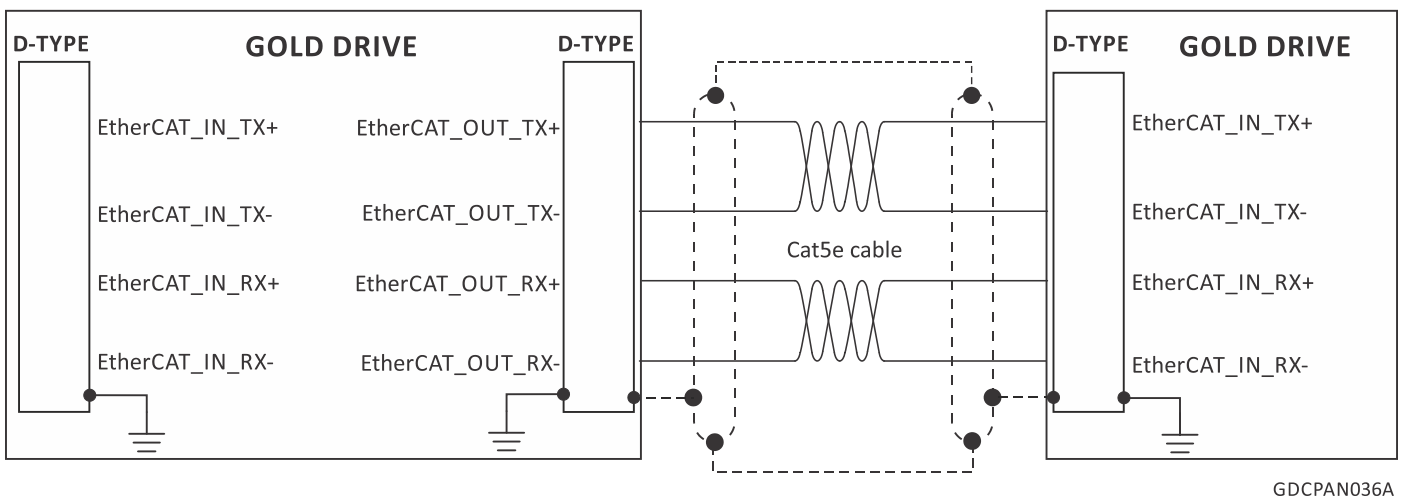 D-TYPE
GOLD DRIVE
D-TYPE
EtherCAT_IN_TX+
EtherCAT_OUT_TX+
EtherCAT_IN_TX-
EtherCAT_OUT_TX-
EtherCAT_IN_RX+
EtherCAT_OUT_RX+
EtherCAT_IN_RX-
EtherCAT_OUT_RX-
Cat5e cable
D-TYPE
GOLD DRIVE
EtherCAT_IN_TX+
EtherCAT_IN_TX-
EtherCAT_IN_RX+
EtherCAT_IN_RX-
GDCPAN036A